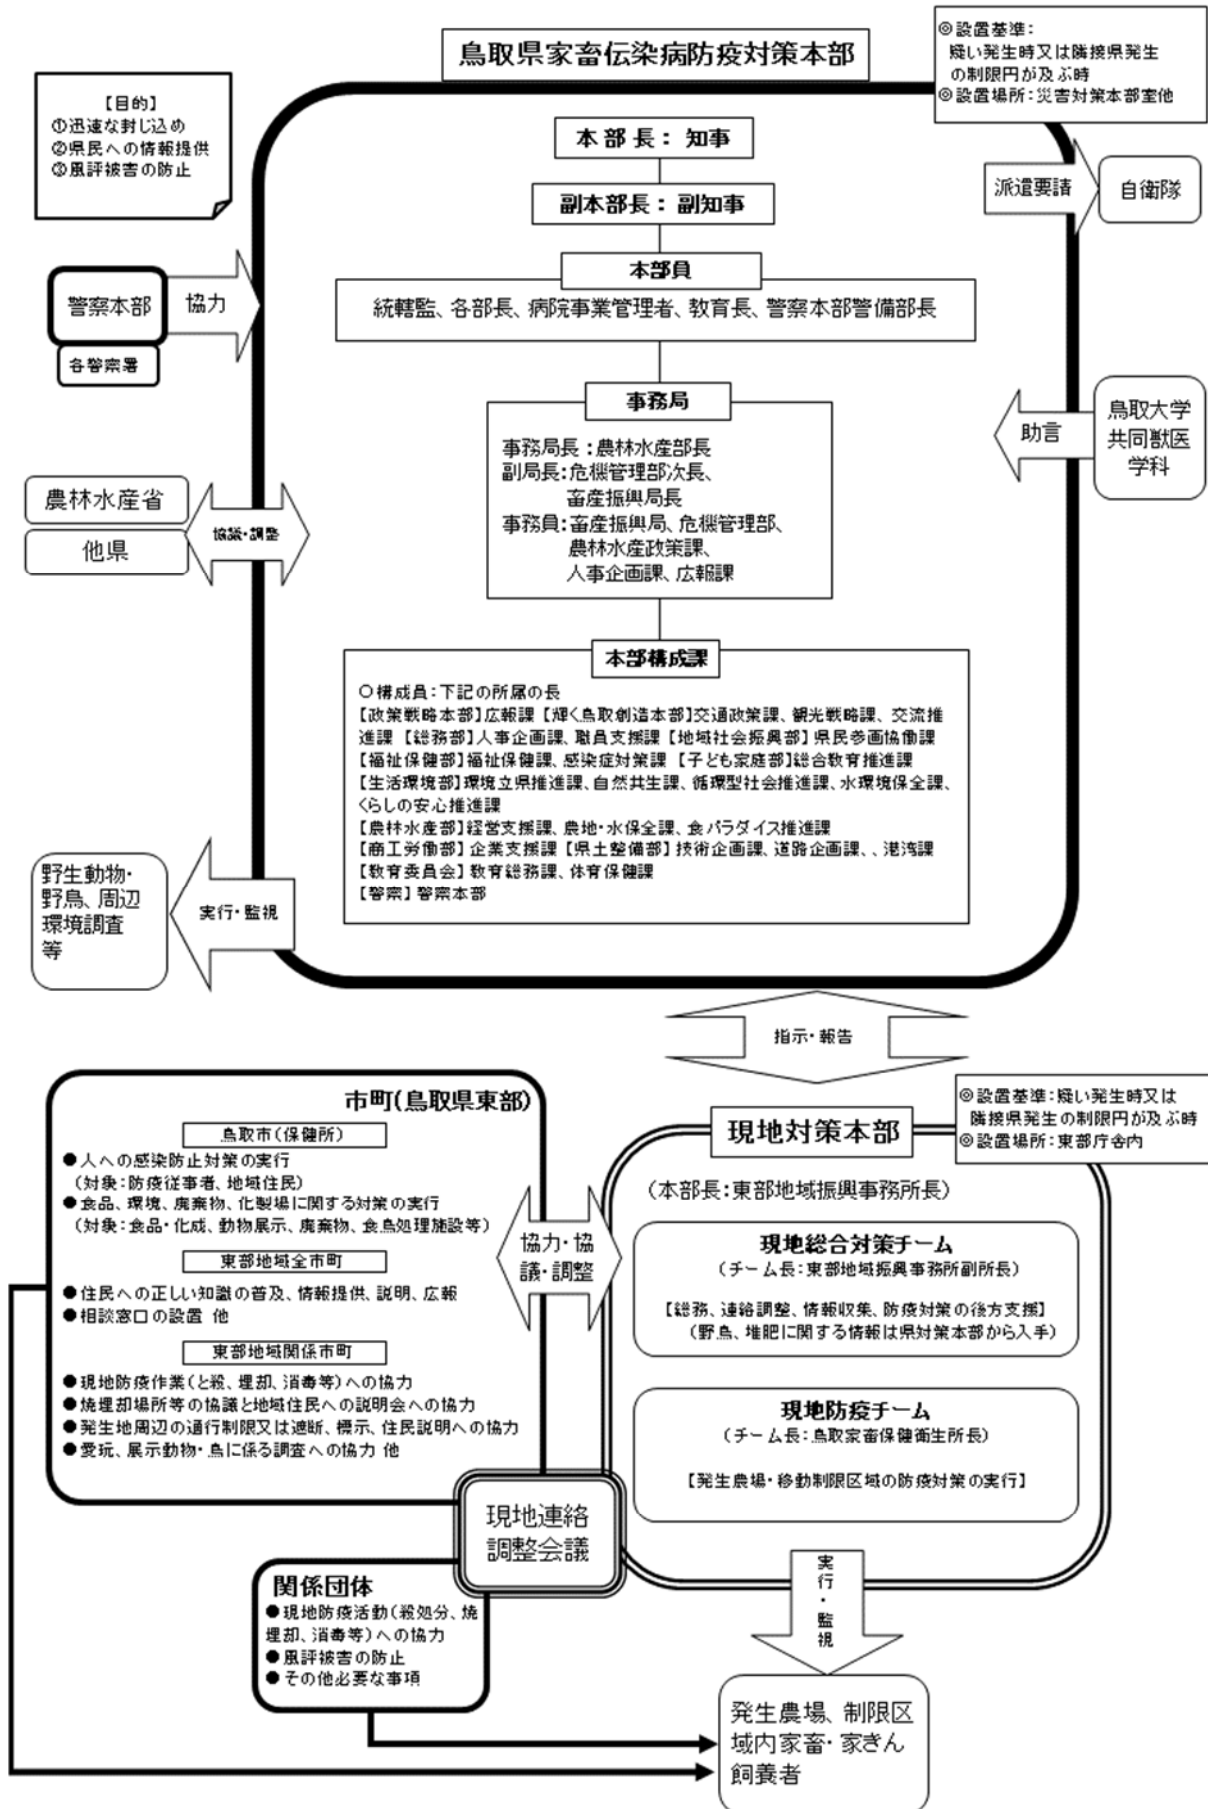 鳥取県家畜伝染病防疫対策本部
◎設置基準：
疑い発生時又は隣接県発生
の制限円が及ぶ時
◎設置場所：災害対策本部室他
【目的】
①迅速な封じ込め
②県民への情報提供
③風評被害の防止
本部長： 知事
副本部長： 副知事
本部員
統轄監、各部長、病院事業管理者、教育長、警察本部警備部長
派遣要請
自衛隊
警察本部
協力
各警察署
事務局
事務局長：農林水産部長
副局長：危機管理部次長、
畜産振興局長
事務員：畜産振興局、危機管理部、
農林水産政策課、
人事企画課、広報課
助言
鳥取大学
共同獣医
学科
農林水産省
他県
協議・調整
本部構成課
○構成員：下記の所属の長
【政策戦略本部】広報課 【輝く鳥取創造本部】交通政策課、観光戦略課、交流推
進課 【総務部】人事企画課、職員支援課 【地域社会振興部】県民参画協働課
【福祉保健部】福祉保健課、感染症対策課 【子ども家庭部】総合教育推進課
【生活環境部】環境立県推進課、自然共生課、循環型社会推進課、水環境保全課、
くらしの安心推進課
【農林水産部】経営支援課、農地・水保全課、食パラダイス推進課
【商工労働部】企業支援課 【県土整備部】技術企画課、道路企画課、、港湾課
【教育委員会】教育総務課、体育保健課
【警察】警察本部
野生動物・
野鳥、周辺
環境調査
等
実行・監視
指示・報告
市町（鳥取県東部）
鳥取市（保健所）
●人への感染防止対策の実行
（対象：防疫従事者、地域住民）
●食品、環境、廃棄物、化製場に関する対策の実行
（対象：食品・化成、動物展示、廃棄物、食鳥処理施設等）
東部地域全市町
●住民への正しい知識の普及、情報提供、説明、広報
●相談窓口の設置 他
東部地域関係市町
●現地防疫作業（と殺、埋却、消毒等）への協力
●焼埋却場所等の協議と地域住民への説明会への協力
●発生地周辺の通行制限又は遮断、標示、住民説明への協力
●愛玩、展示動物・鳥に係る調査への協力 他
協力・協
議・調整
◎設置基準：疑い発生時又は
隣接県発生の制限円が及ぶ時
◎設置場所：東部庁舎内
現地対策本部
（本部長：東部地域振興事務所長）
現地総合対策チーム
（チーム長：東部地域振興事務所副所長）
【総務、連絡調整、情報収集、防疫対策の後方支援】
（野鳥、堆肥に関する情報は県対策本部から入手）
現地防疫チーム
（チーム長：鳥取家畜保健衛生所長）
【発生農場・移動制限区域の防疫対策の実行】
現地連絡
調整会議
関係団体
●現地防疫活動（殺処分、焼
埋却、消毒等）への協力
●風評被害の防止
●その他必要な事項
実行・監視
発生農場、制限区
域内家畜・家きん
飼養者